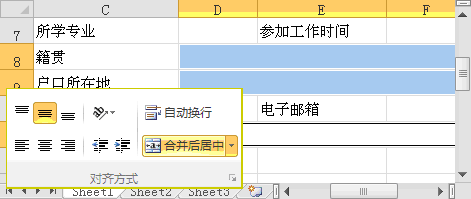 C D E F
7 所学专业 参加工作时间
8 籍贯
户口所在地
电子邮箱
自动换行
合并后居中
对齐方式
Sheet1 Sheet2 Sheet3